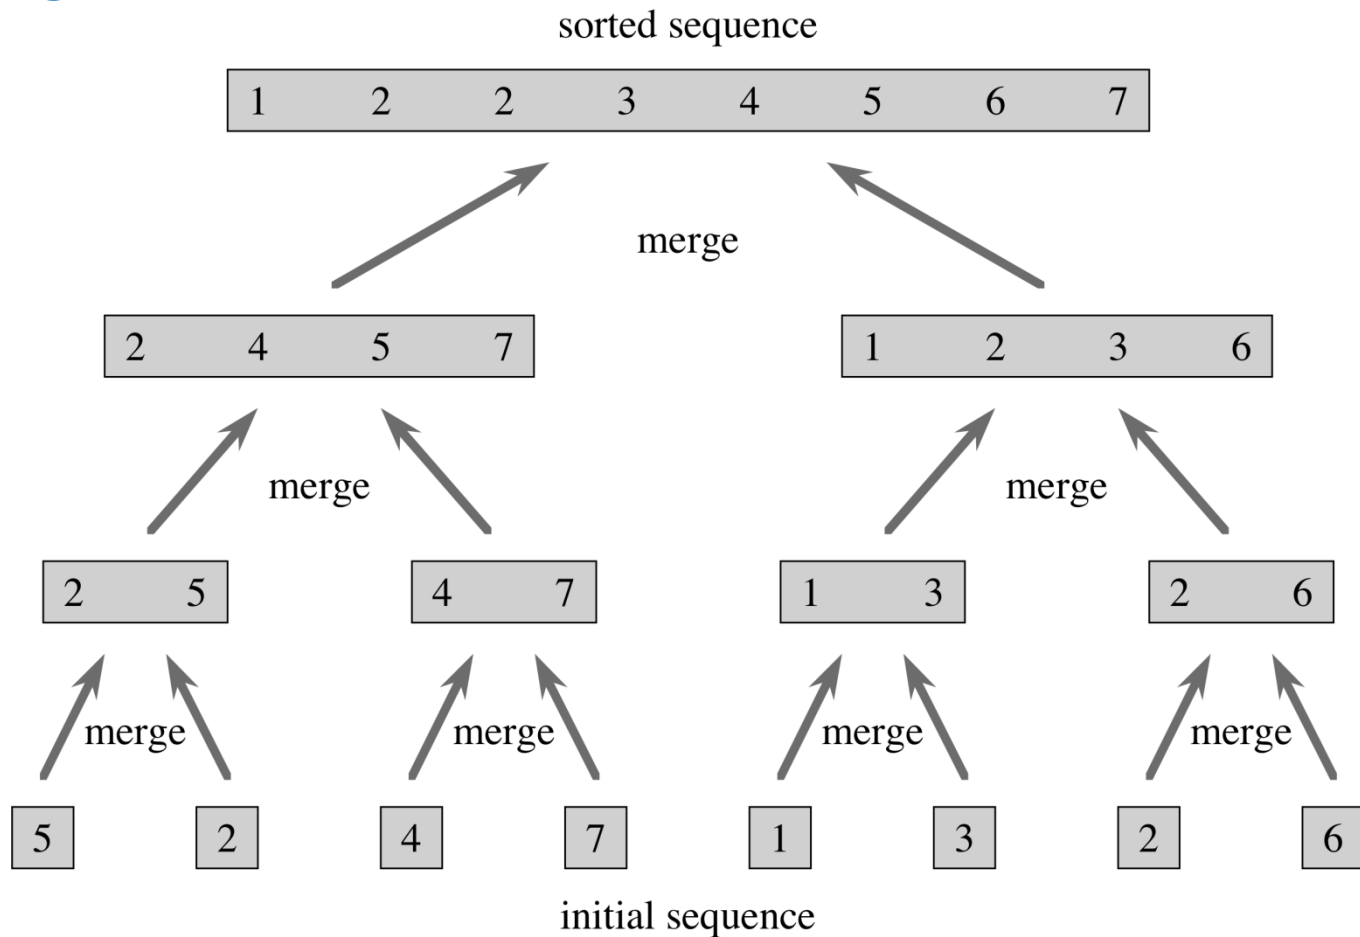 sorted sequence
1 2 2 3 4 5 6 7
merge
2 4 5 7 1 2 3 6
merge merge
2 5 4 7 1 3 2 6
merge merge merge merge
5 2 4 7 1 3 2 6
initial sequence